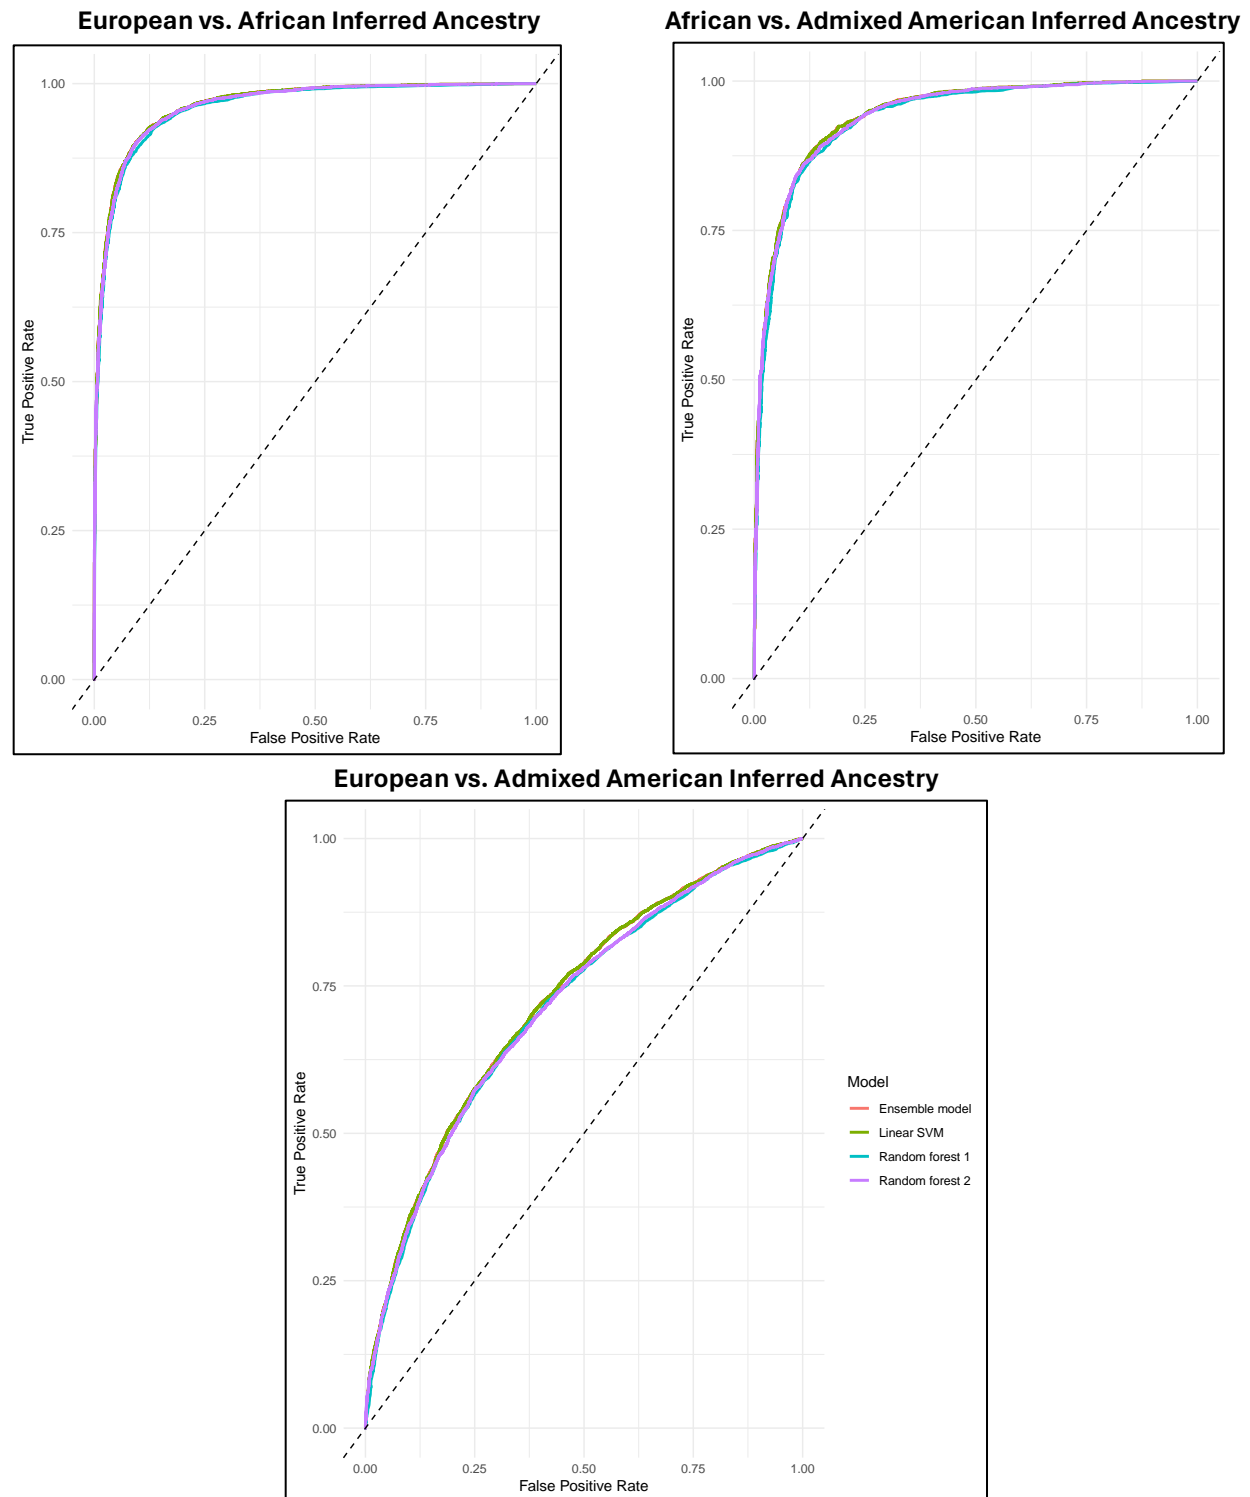 European vs. African Inferred Ancestry
1.00
0.75
0.50
0.25
0.00
True Positive Rate
0.00 0.25 0.50 0.75 1.00
False Positive Rate
African vs. Admixed American Inferred Ancestry
1.00
0.75
0.50
0.25
0.00
True Positive Rate
0.00 0.25 0.50 0.75 1.00
False Positive Rate
European vs. Admixed American Inferred Ancestry
1.00
0.75
0.50
0.25
0.00
True Positive Rate
0.00 0.25 0.50 0.75 1.00
False Positive Rate
Model
Ensemble model
Linear SVM
Random forest 1
Random forest 2